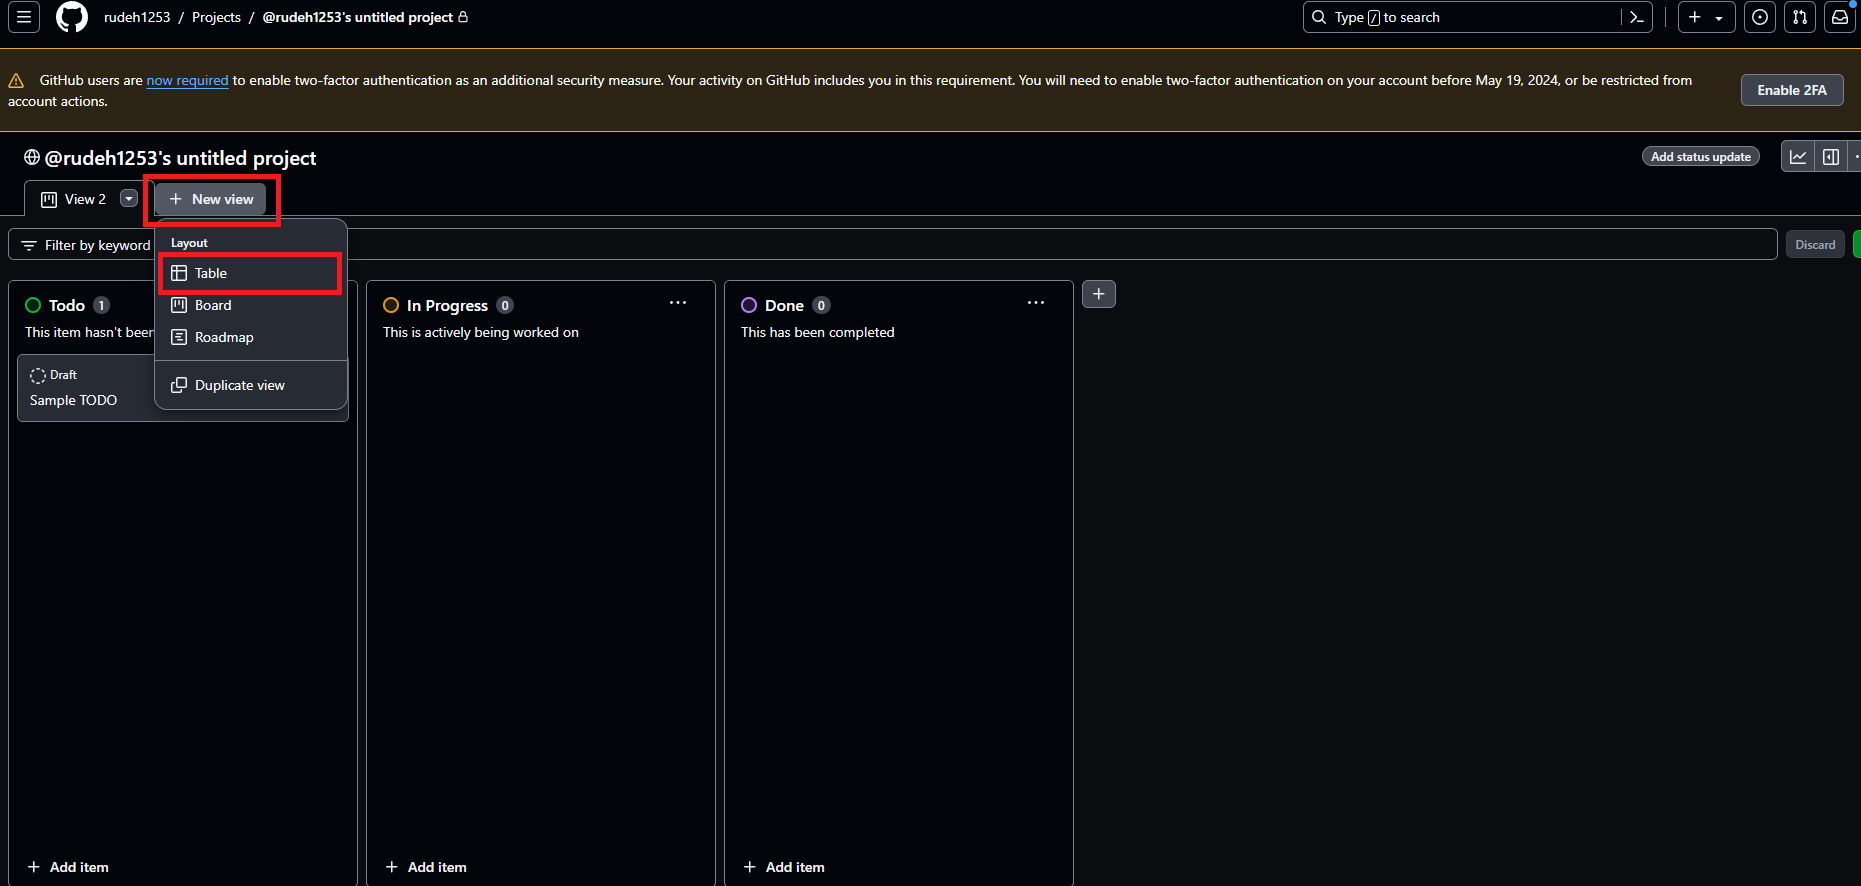 rudeh1253 / Projects / @rudeh1253's untitled project
Type / to search
GitHub users are now required to enable two-factor authentication as an additional security measure. Your activity on GitHub includes you in this requirement. You will need to enable two-factor authentication on your account before May 19, 2024, or be restricted from
account actions.
Enable 2FA
@rudeh1253's untitled project
Add status update
View 2
New view
Filter by keyword
Discard
Layout
Table
Board
Roadmap
Duplicate view
Todo 1
This item hasn't been
Draft
Sample TODO
Add item
In Progress 0
This is actively being worked on
Add item
Done 0
This has been completed
Add item